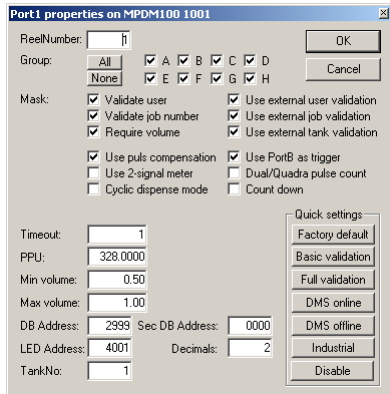 Port1 properties on MPDM100 1001
ReelNumber: 1
OK
Group: All A B C D
Cancel
None E F G H
Mask: Validate user Use external user validation
Validate job number Use external job validation
Require volume Use external tank validation
Use puls compensation Use PortB as trigger
Use 2-signal meter Dual/Quadra pulse count
Cyclic dispense mode Count down
Quick settings
Timeout: 1 Factory default
PPU: 328.0000 Basic validation
Min volume: 0.50 Full validation
Max volume: 1.00 DMS online
DB Address: 2999 Sec DB Address: 0000 DMS offline
LED Address: 4001 Decimals: 2 Industrial
TankNo: 1 Disable